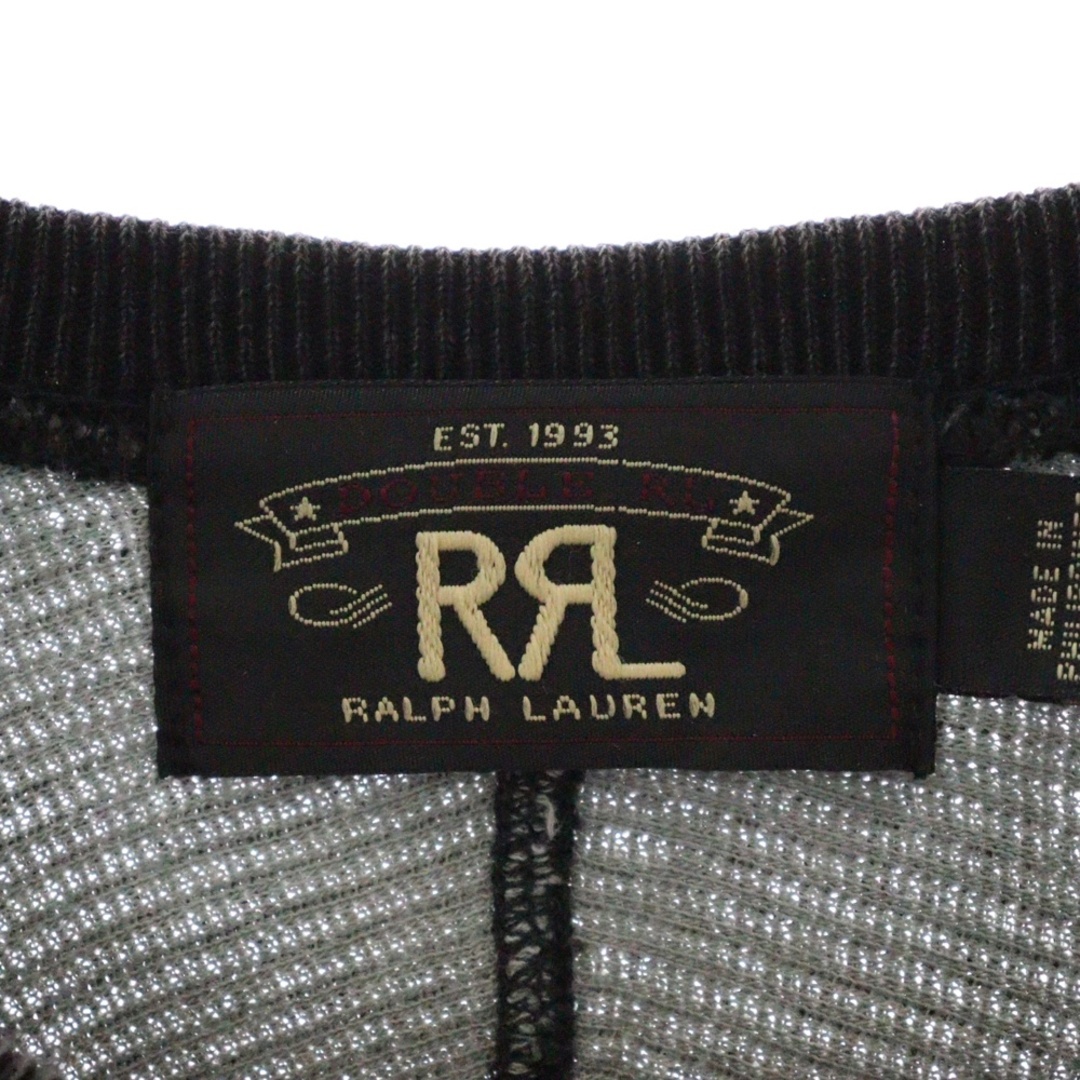 EST. 1993
DOUBLE RL
RRL
RALPH LAUREN
MADE IN